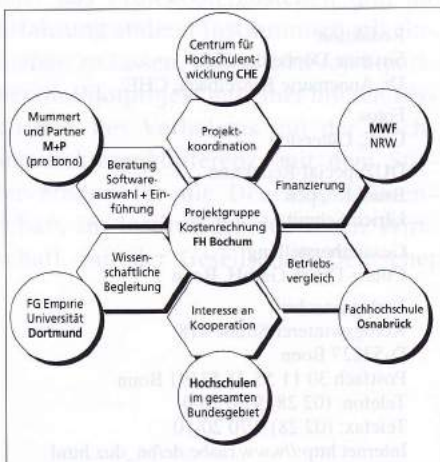 Centrum für
Hochschulent-
wicklung CHE
Mummert
und Partner
M+P
(pro bono)
Projekt-
koordination
MWF
NRW
Beratung
Software-
auswahl + Ein-
führung
Finanzierung
Projektgruppe
Kostenrechnung
FH Bochum
Wissen-
schaftliche
Begleitung
Betriebs-
vergleich
FG Empirie
Universität
Dortmund
Interesse an
Kooperation
Fachhochschule
Osnabrück
Hochschulen
im gesamten
Bundesgebiet